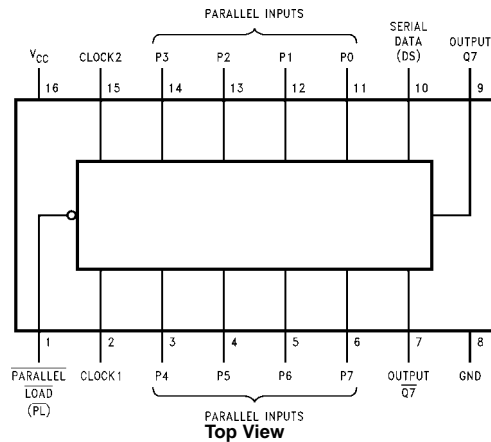 PARALLEL INPUTS
SERIAL
DATA
(DS)
OUTPUT
Q7
VCC CLOCK2 P3 P2 P1 P0
16 15 14 13 12 11 10 9
1 2 3 4 5 6 7 8
PARALLEL
LOAD
(PL)
CLOCK1 P4 P5 P6 P7 OUTPUT
Q7
GND
PARALLEL INPUTS
Top View